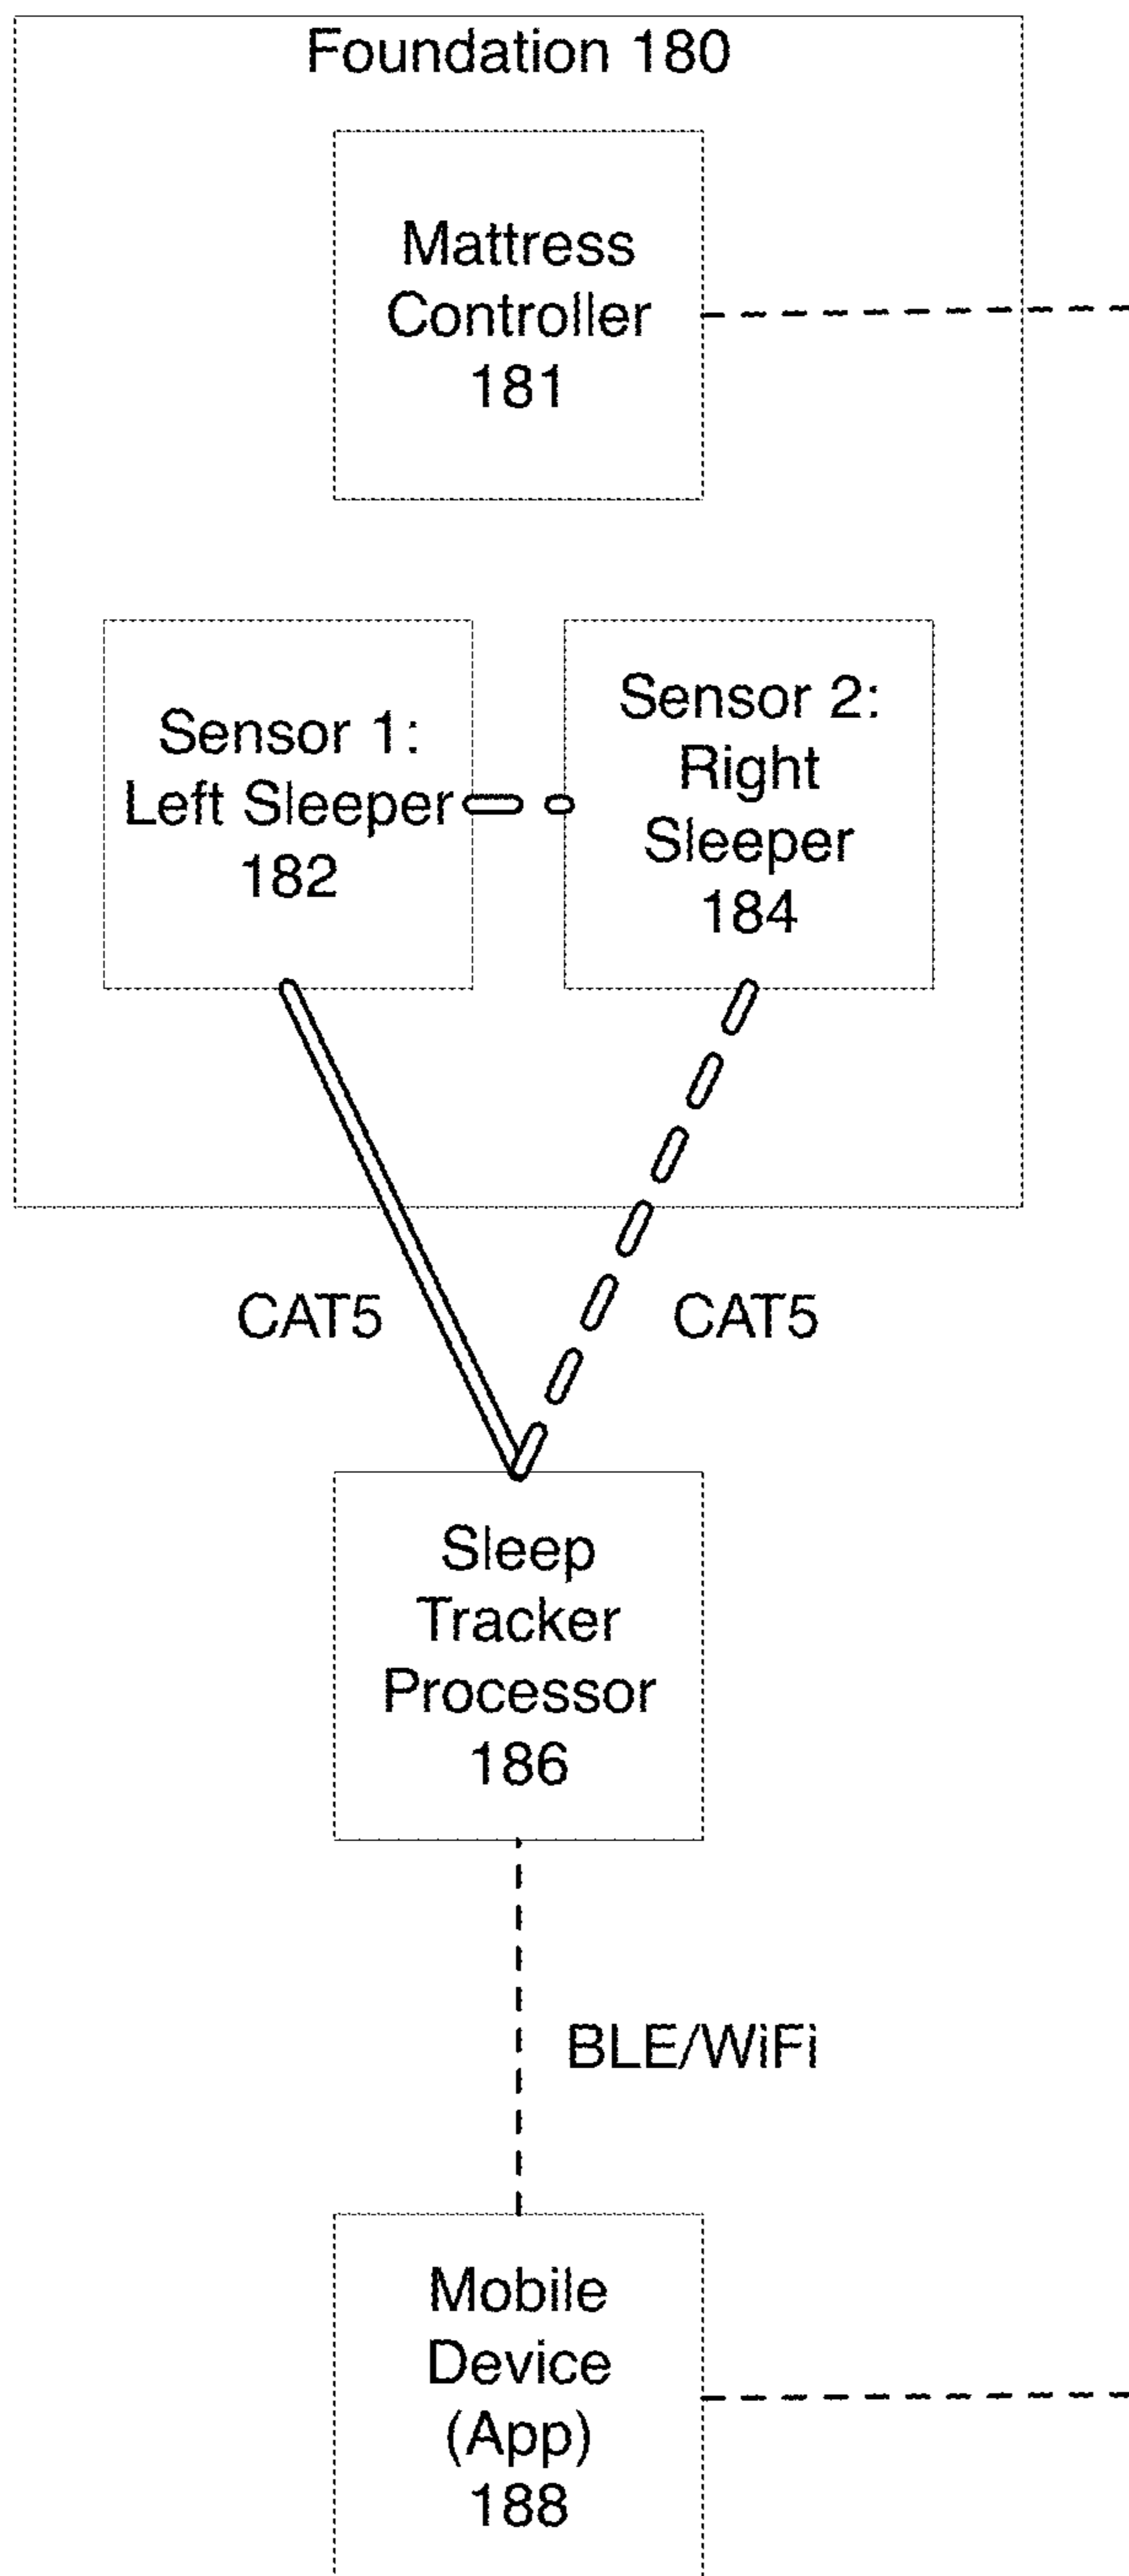 Foundation 180
Mattress
Controller
181
Sensor 1:
Left Sleeper
182
Sensor 2:
Right
Sleeper
184
CAT5
CAT5
Sleep
Tracker
Processor
186
BLE/WiFi
Mobile
Device
(App)
188